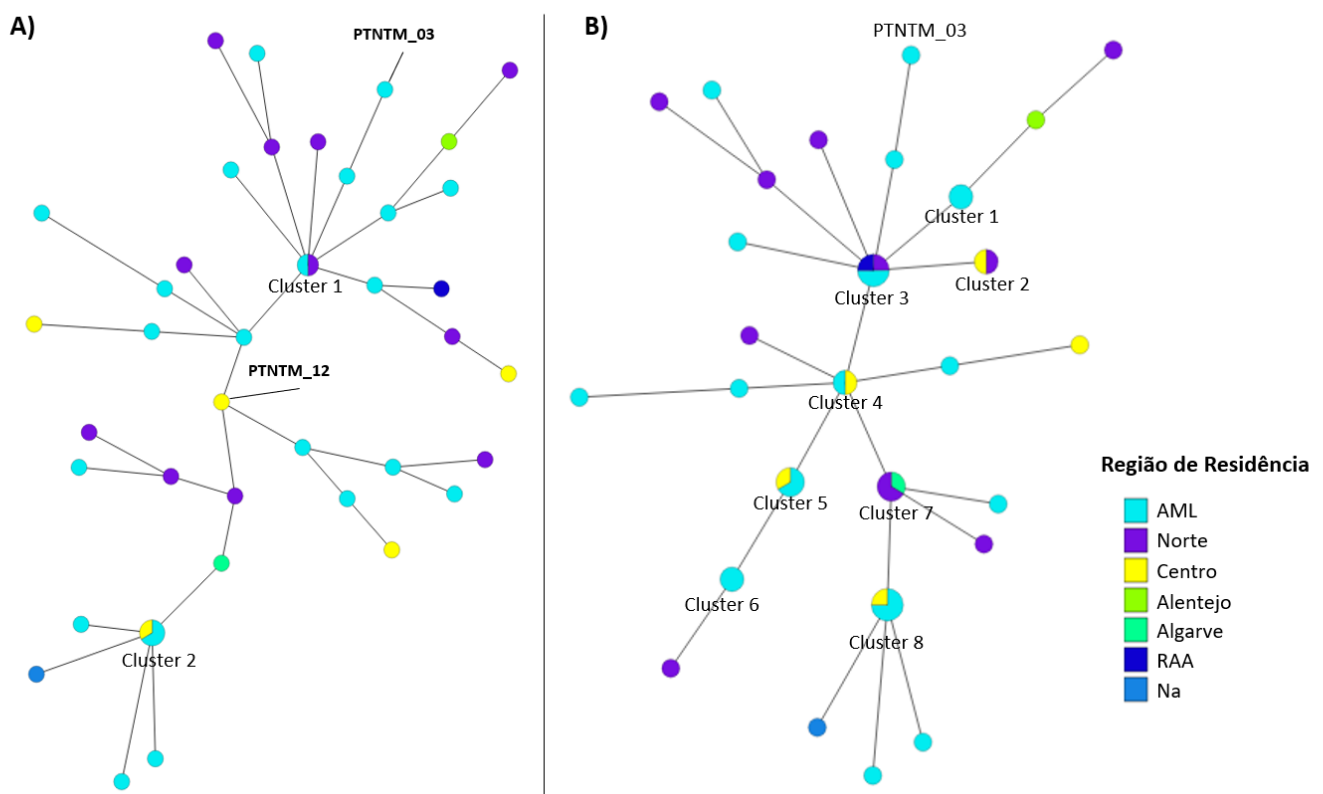 A)
PTNTM_03
Cluster 1
PTNTM_12
Cluster 2
B)
PTNTM_03
Cluster 1
Cluster 2
Cluster 3
Cluster 4
Cluster 5
Cluster 7
Cluster 6
Cluster 8
Região de Residência
AML
Norte
Centro
Alentejo
Algarve
RAA
Na